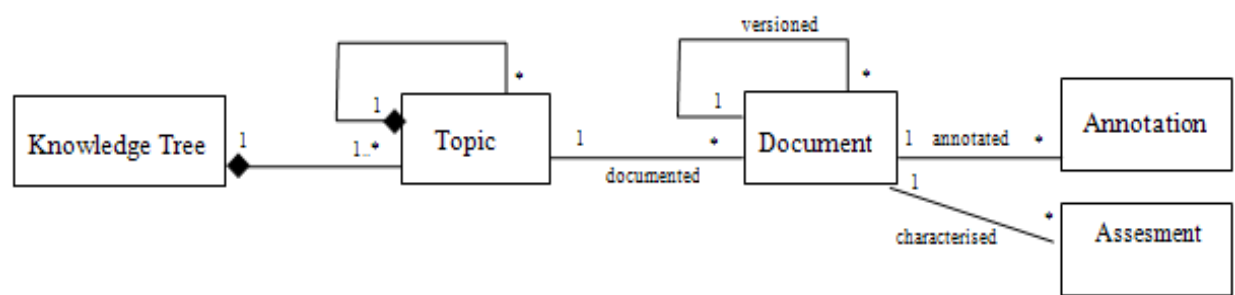 versioned
*
*
1
1
Knowledge Tree
1
1..*
Topic
1
documented
*
Document
1
annotated
*
Annotation
1
characterised
*
Assesment